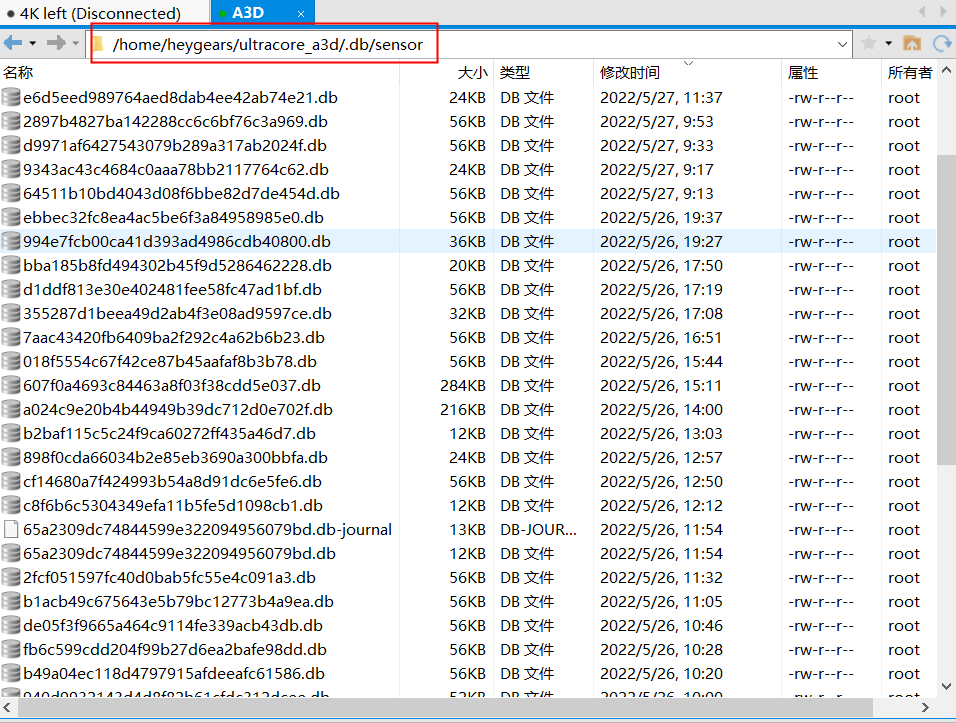 4K left (Disconnected) A3D ×
/home/heygears/ultracore_a3d/.db/sensor
名称 大小 类型 修改时间 属性 所有者
e6d5eed989764aed8dab4ee42ab74e21.db 24KB DB 文件 2022/5/27, 11:37 -rw-r--r-- root
2897b4827ba142288cc6c6bf76c3a969.db 56KB DB 文件 2022/5/27, 9:53 -rw-r--r-- root
d9971af6427543079b289a317ab2024f.db 56KB DB 文件 2022/5/27, 9:33 -rw-r--r-- root
9343ac43c4684c0aaa78bb2117764c62.db 24KB DB 文件 2022/5/27, 9:17 -rw-r--r-- root
64511b10bd4043d08f6bbe82d7de454d.db 56KB DB 文件 2022/5/27, 9:13 -rw-r--r-- root
ebbec32fc8ea4ac5be6f3a84958985e0.db 56KB DB 文件 2022/5/26, 19:37 -rw-r--r-- root
994e7fcb00ca41d393ad4986cdb40800.db 36KB DB 文件 2022/5/26, 19:27 -rw-r--r-- root
bba185b8fd494302b45f9d5286462228.db 20KB DB 文件 2022/5/26, 17:50 -rw-r--r-- root
d1ddf813e30e402481fee58fc47ad1bf.db 56KB DB 文件 2022/5/26, 17:19 -rw-r--r-- root
355287d1beea49d2ab4f3e08ad9597ce.db 32KB DB 文件 2022/5/26, 17:08 -rw-r--r-- root
7aac43420fb6409ba2f292c4a62b6b23.db 56KB DB 文件 2022/5/26, 16:51 -rw-r--r-- root
018f5554c67f42ce87b45aafaf8b3b78.db 56KB DB 文件 2022/5/26, 15:44 -rw-r--r-- root
607f0a4693c84463a8f03f38cdd5e037.db 284KB DB 文件 2022/5/26, 15:11 -rw-r--r-- root
a024c9e20b4b44949b39dc712d0e702f.db 216KB DB 文件 2022/5/26, 14:00 -rw-r--r-- root
b2baf115c5c24f9ca60272ff435a46d7.db 12KB DB 文件 2022/5/26, 13:03 -rw-r--r-- root
898f0cda66034b2e85eb3690a300bbfa.db 24KB DB 文件 2022/5/26, 12:57 -rw-r--r-- root
cf14680a7f424993b54a8d91dc6e5fe6.db 56KB DB 文件 2022/5/26, 12:50 -rw-r--r-- root
c8f6b6c5304349efa11b5fe5d1098cb1.db 12KB DB 文件 2022/5/26, 12:12 -rw-r--r-- root
65a2309dc74844599e322094956079bd.db-journal 13KB DB-JOUR... 2022/5/26, 11:54 -rw-r--r-- root
65a2309dc74844599e322094956079bd.db 12KB DB 文件 2022/5/26, 11:54 -rw-r--r-- root
2fcf051597fc40d0bab5fc55e4c091a3.db 56KB DB 文件 2022/5/26, 11:32 -rw-r--r-- root
b1acb49c675643e5b79bc12773b4a9ea.db 56KB DB 文件 2022/5/26, 11:05 -rw-r--r-- root
de05f3f9665a464c9114fe339acb43db.db 56KB DB 文件 2022/5/26, 10:46 -rw-r--r-- root
fb6c599cdd204f99b27d6ea2bafe98dd.db 56KB DB 文件 2022/5/26, 10:28 -rw-r--r-- root
b49a04ec118d4797915afdeeafc61586.db 56KB DB 文件 2022/5/26, 10:20 -rw-r--r-- root